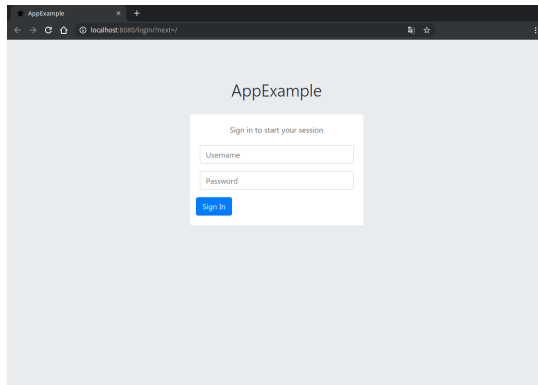 AppExample
localhost:8080/login/?next=/
AppExample
Sign in to start your session
Username
Password
Sign In